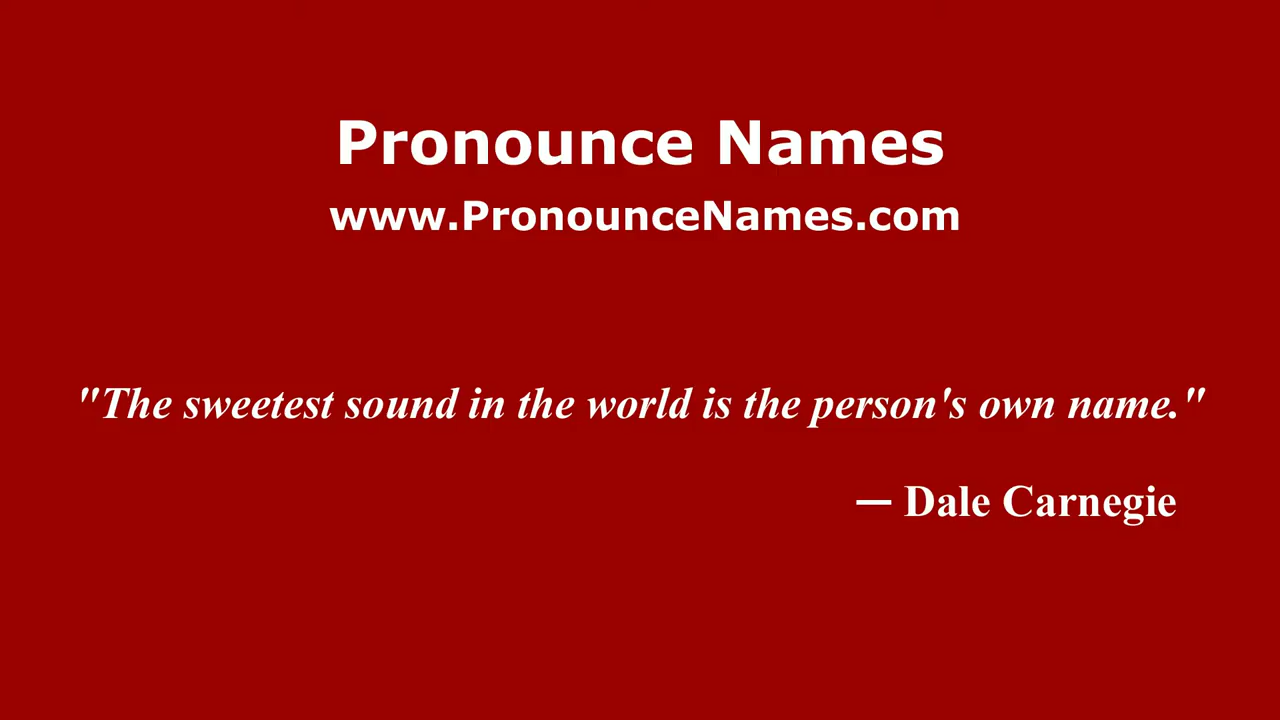 Pronounce Names
www.PronounceNames.com
"The sweetest sound in the world is the person's own name."
— Dale Carnegie